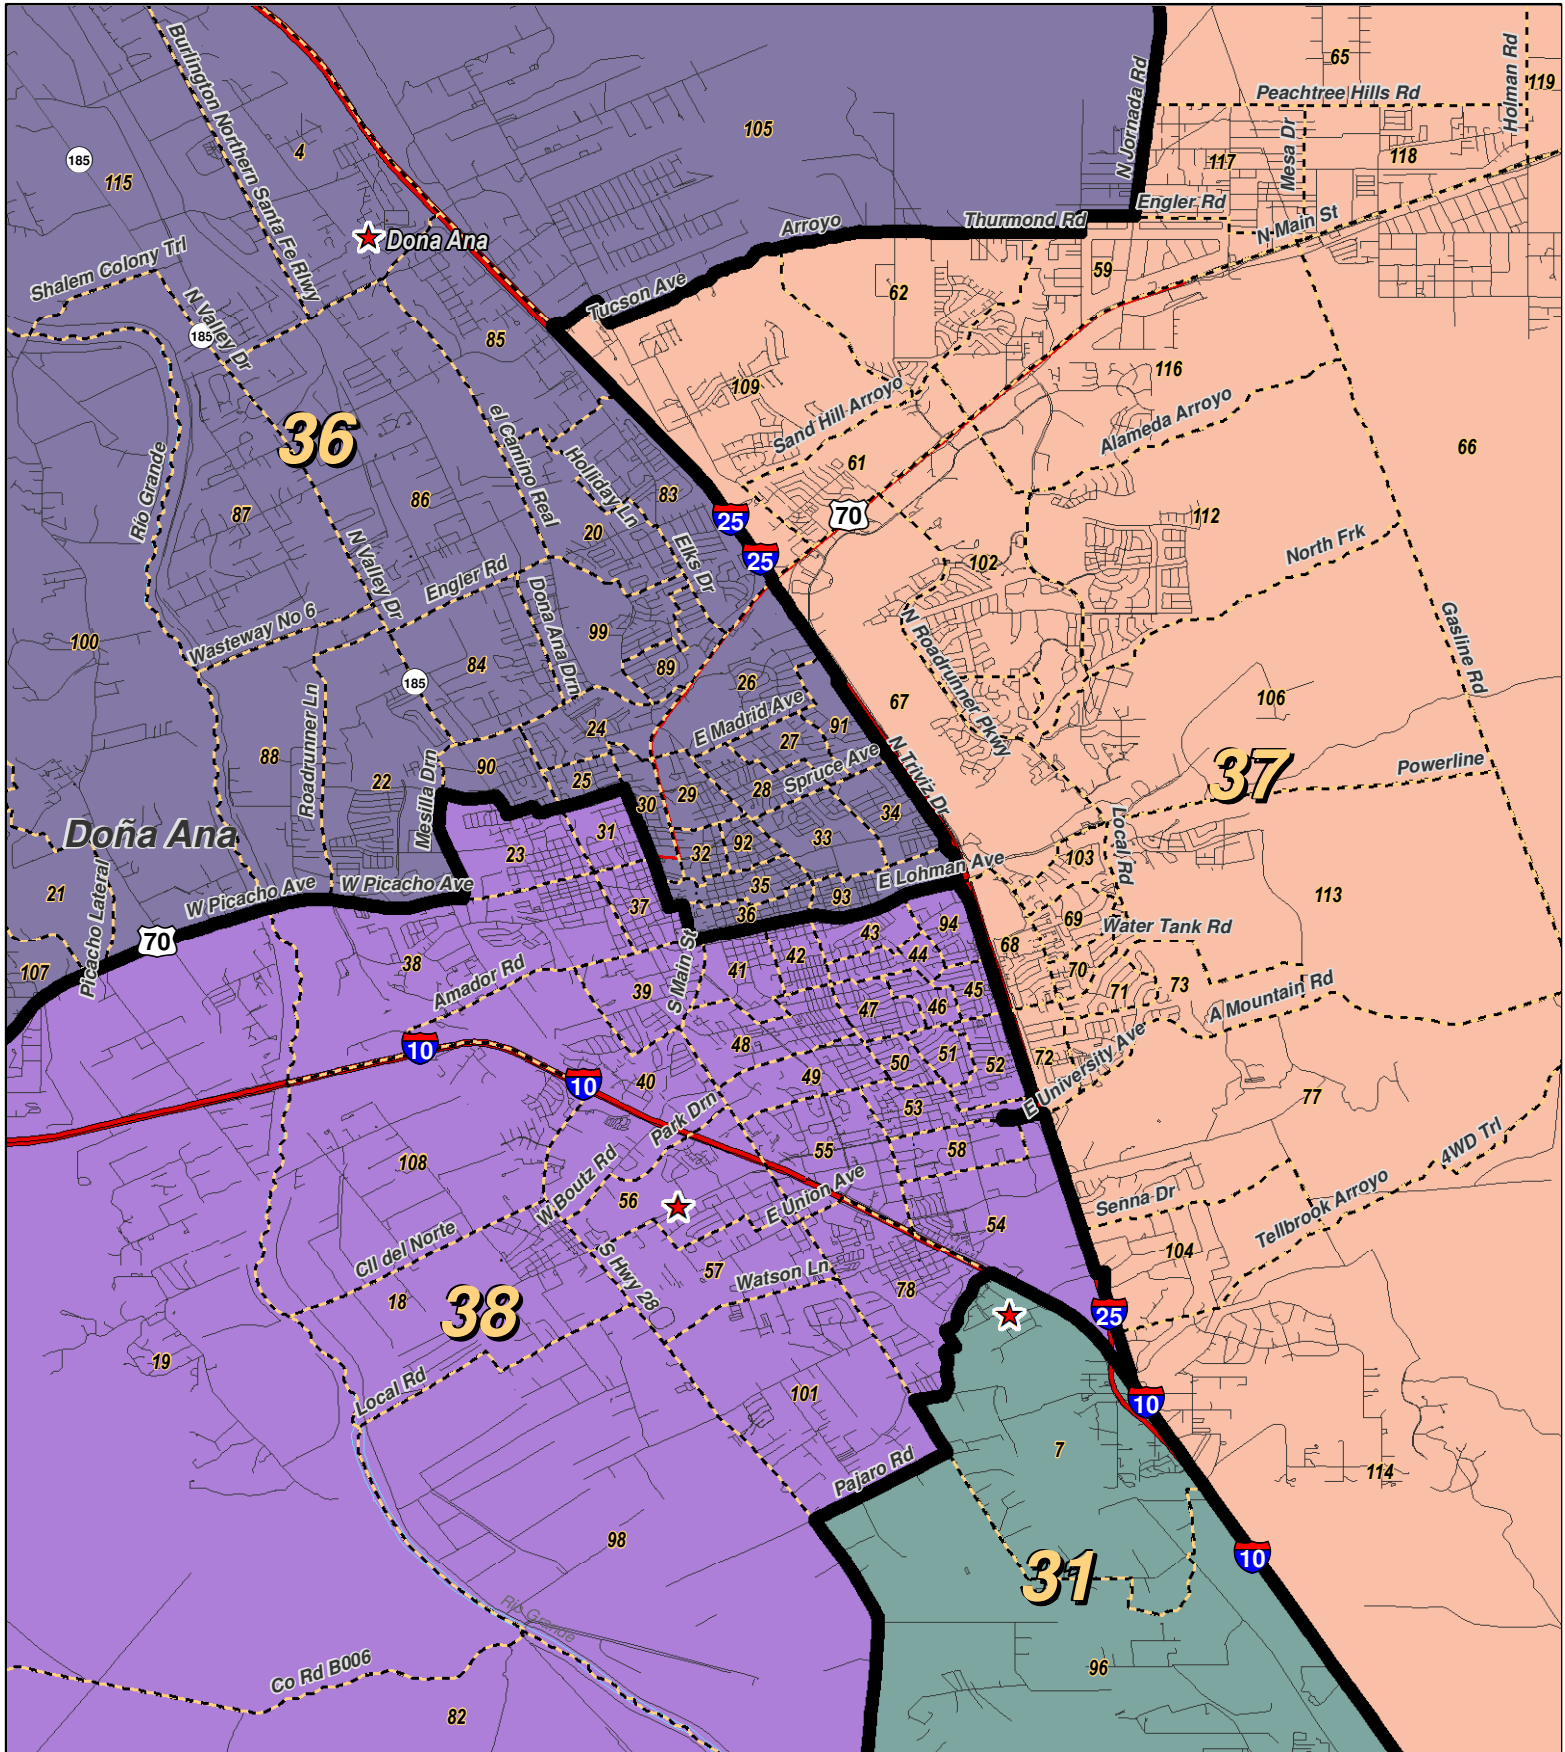 65
Holman Rd
119
Peachtree Hills Rd
Burlington Northern Santa Fe Rlwy
N Jornada Rd
105
Mesa Dr
4
117
118
185
115
Engler Rd
Arroyo
Thurmond Rd
N Main St
Doña Ana
Shalem Colony Trl
59
Tucson Ave
62
N Valley Dr
185
85
116
109
Sand Hill Arroyo
Alameda Arroyo
36
el Camino Real
66
61
Holliday Ln
Rio Grande
83
86
87
25
70
112
20
North Frk
N Valley Dr
Elks Dr
25
102
Engler Rd
Doña Ana Drn
Wasteway No 6
N Roadrunner Pkwy
Gasline Rd
100
99
84
89
185
26
67
106
Roadrunner Ln
E Madrid Ave
24
91
27
88
Mesilla Drn
90
22
25
28
Spruce Ave
N Triviz Dr
37
Powerline
29
30
34
Doña Ana
31
33
Local Rd
23
32
92
103
E Lohman Ave
21
Picacho Lateral
W Picacho Ave
W Picacho Ave
35
93
113
37
36
69
94
Water Tank Rd
70
43
68
107
38
42
44
S Main St
41
70
Amador Rd
39
45
71
73
A Mountain Rd
47
46
10
48
51
50
52
72
E University Ave
10
40
49
77
Park Drn
53
4WD Trl
108
55
58
W Boutz Rd
56
E Union Ave
Senna Dr
Tellbrook Arroyo
54
Cll del Norte
S Hwy 28
104
57
Watson Ln
78
18
38
25
19
Local Rd
101
10
7
Pajaro Rd
114
98
10
31
Rio Grande
Co Rd B006
96
82